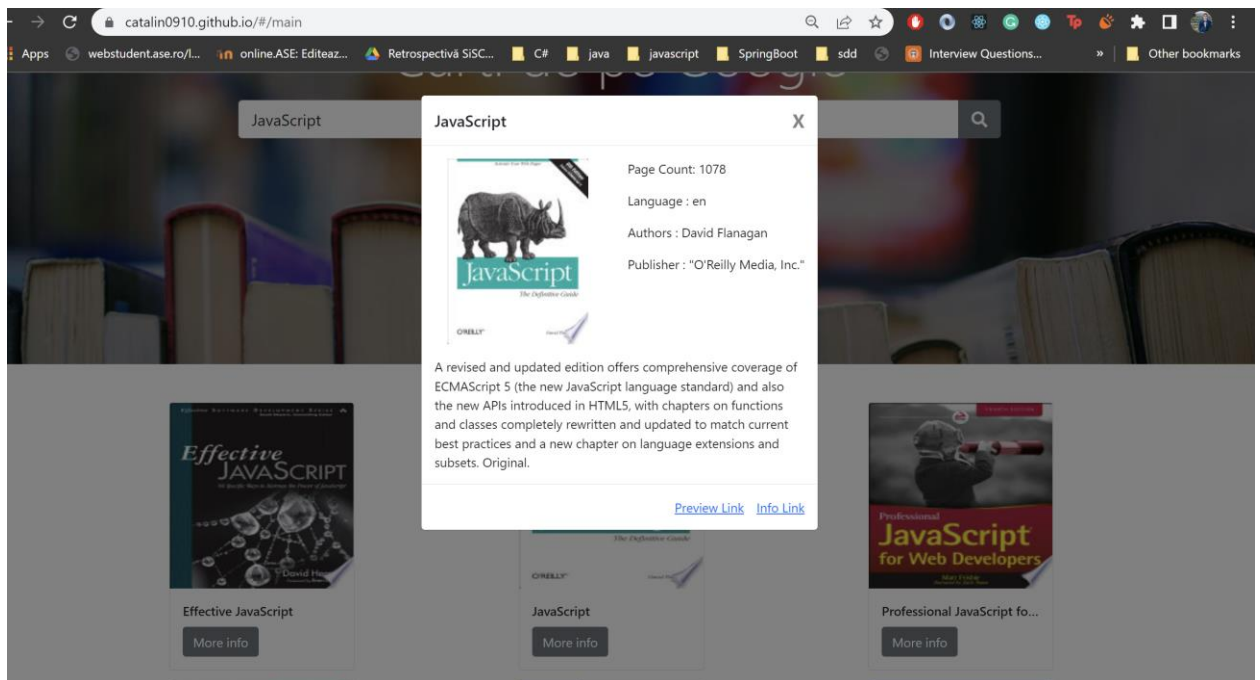 catalin0910.github.io/#/main
Apps webstudent.ase.ro/l... online.ASE: Editeaz... Retrospectivă SiSC... C# java javascript SpringBoot sdd Interview Questions... » Other bookmarks
Cărți de pe Google
JavaScript
JavaScript X
Page Count: 1078
Language : en
Authors : David Flanagan
Publisher : "O'Reilly Media, Inc."
JavaScript
The Definitive Guide
O'REILLY
A revised and updated edition offers comprehensive coverage of
ECMAScript 5 (the new JavaScript language standard) and also
the new APIs introduced in HTML5, with chapters on functions
and classes completely rewritten and updated to match current
best practices and a new chapter on language extensions and
subsets. Original.
Preview Link Info Link
Effective
JAVASCRIPT
David
The Definitive Guide
O'REILLY
FOURTH EDITION
Professional
JavaScript
for Web Developers
Effective JavaScript
JavaScript
Professional JavaScript fo...
More info
More info
More info